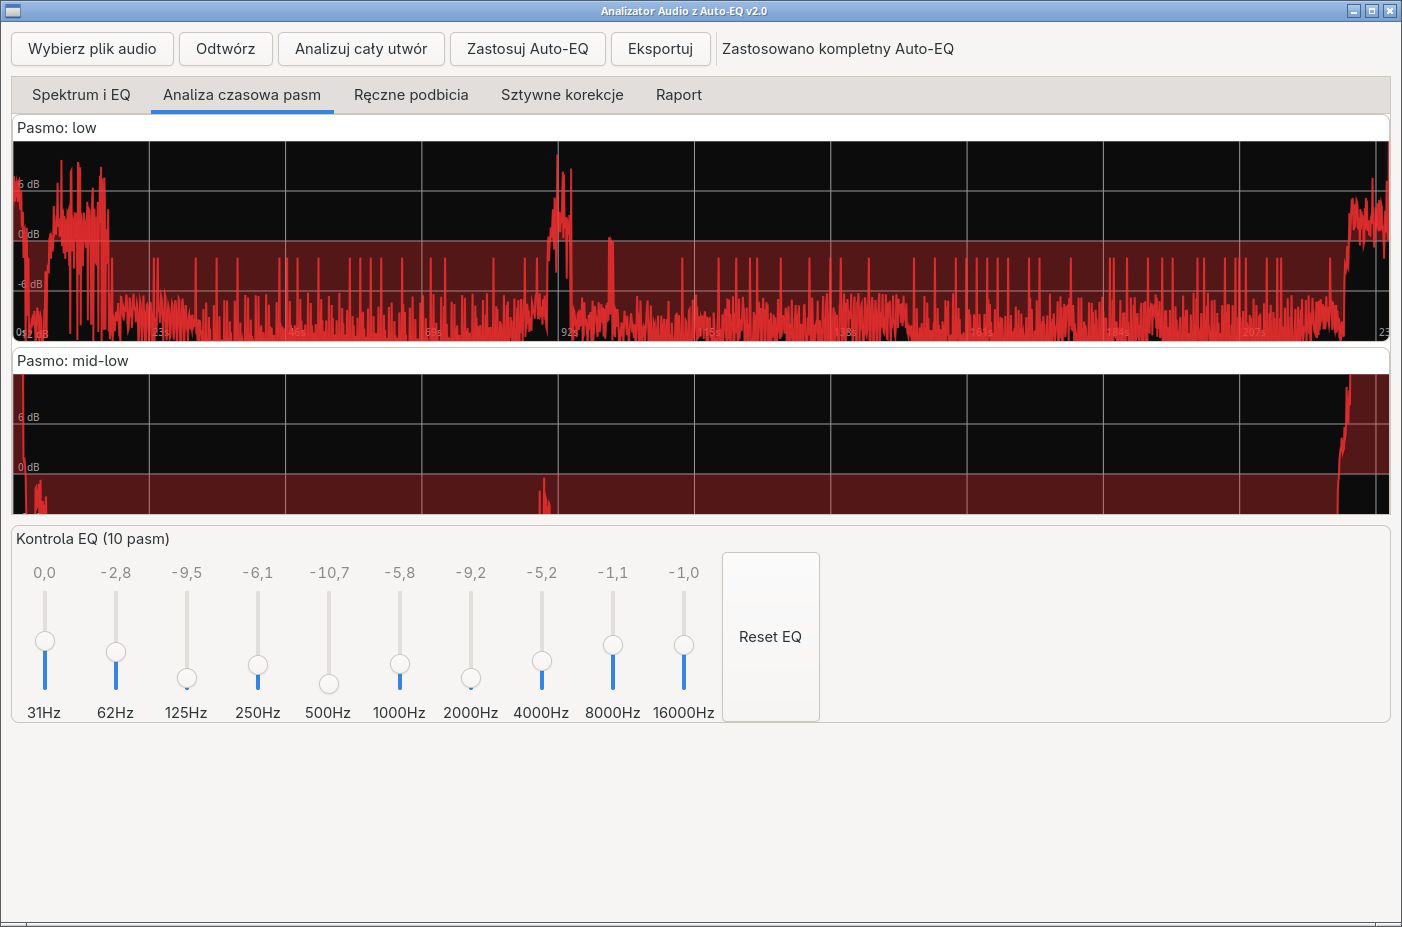 Analizator Audio z Auto-EQ v2.0
Wybierz plik audio Odtwórz Analizuj cały utwór Zastosuj Auto-EQ Eksportuj Zastosowano kompletny Auto-EQ
Spektrum i EQ Analiza czasowa pasm Ręczne podbicia Sztywne korekcje Raport
Pasmo: low
6 dB
0 dB
-6 dB
-12 dB
0s 23s 46s 69s 92s 115s 138s 161s 184s 207s 23
Pasmo: mid-low
6 dB
0 dB
Kontrola EQ (10 pasm)
0,0 -2,8 -9,5 -6,1 -10,7 -5,8 -9,2 -5,2 -1,1 -1,0
Reset EQ
31Hz 62Hz 125Hz 250Hz 500Hz 1000Hz 2000Hz 4000Hz 8000Hz 16000Hz